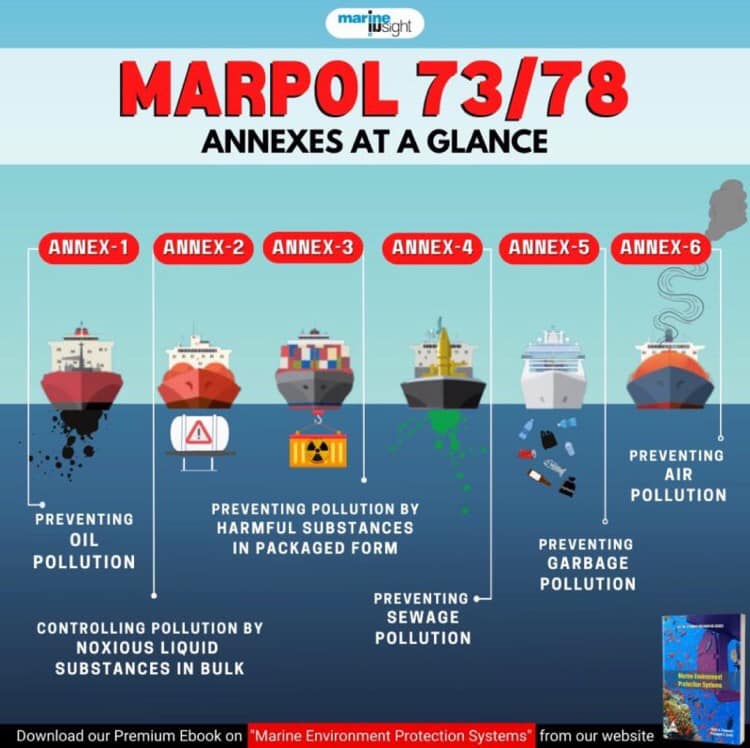 marine
insight
MARPOL 73/78
ANNEXES AT A GLANCE
ANNEX-1
ANNEX-2
ANNEX-3
ANNEX-4
ANNEX-5
ANNEX-6
PREVENTING
OIL
POLLUTION
CONTROLLING POLLUTION BY
NOXIOUS LIQUID
SUBSTANCES IN BULK
PREVENTING POLLUTION BY
HARMFUL SUBSTANCES
IN PACKAGED FORM
PREVENTING
SEWAGE
POLLUTION
PREVENTING
GARBAGE
POLLUTION
PREVENTING
AIR
POLLUTION
Marine Environment
Protection Systems
Download our Premium Ebook on "Marine Environment Protection Systems" from our website